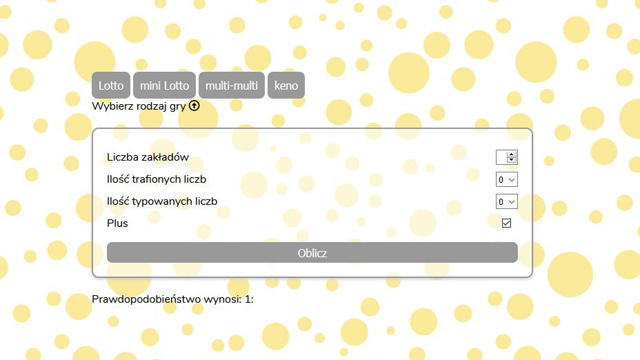 Lotto mini Lotto multi-multi keno
Wybierz rodzaj gry
Liczba zakładów
Ilość trafionych liczb 0
Ilość typowanych liczb 0
Plus
Oblicz
Prawdopodobieństwo wynosi: 1: